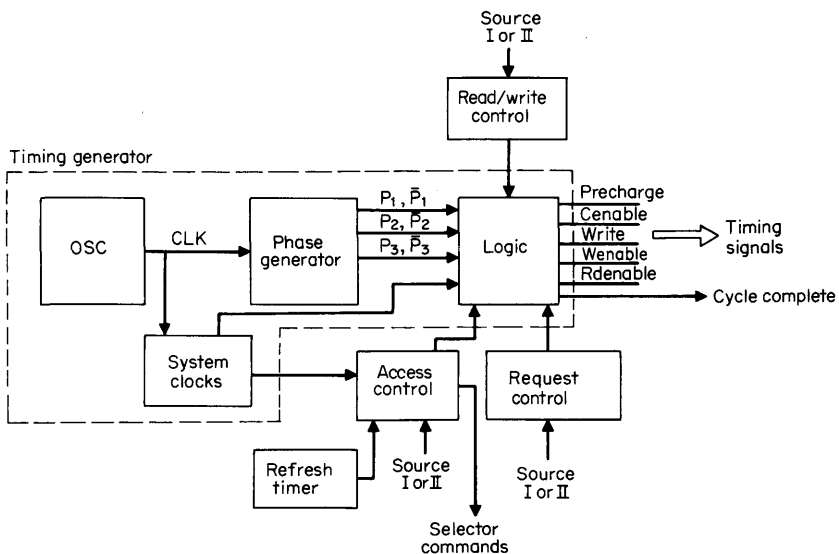 Source
I or II
Read/write
control
Timing generator
OSC
CLK
Phase
generator
P₁, P̄₁
P₂, P̄₂
P₃, P̄₃
Logic
Precharge
Cenable
Write
Wenable
Rdenable
Timing
signals
Cycle complete
System
clocks
Access
control
Request
control
Refresh
timer
Source
I or II
Source
I or II
Selector
commands